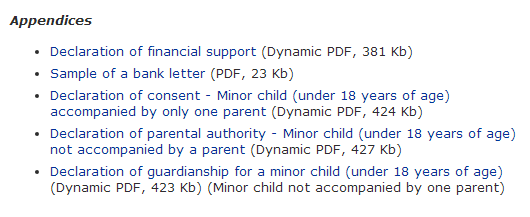 Appendices
• Declaration of financial support (Dynamic PDF, 381 Kb)
• Sample of a bank letter (PDF, 23 Kb)
• Declaration of consent - Minor child (under 18 years of age)
accompanied by only one parent (Dynamic PDF, 424 Kb)
• Declaration of parental authority - Minor child (under 18 years of age)
not accompanied by a parent (Dynamic PDF, 427 Kb)
• Declaration of guardianship for a minor child (under 18 years of age)
(Dynamic PDF, 423 Kb) (Minor child not accompanied by one parent)